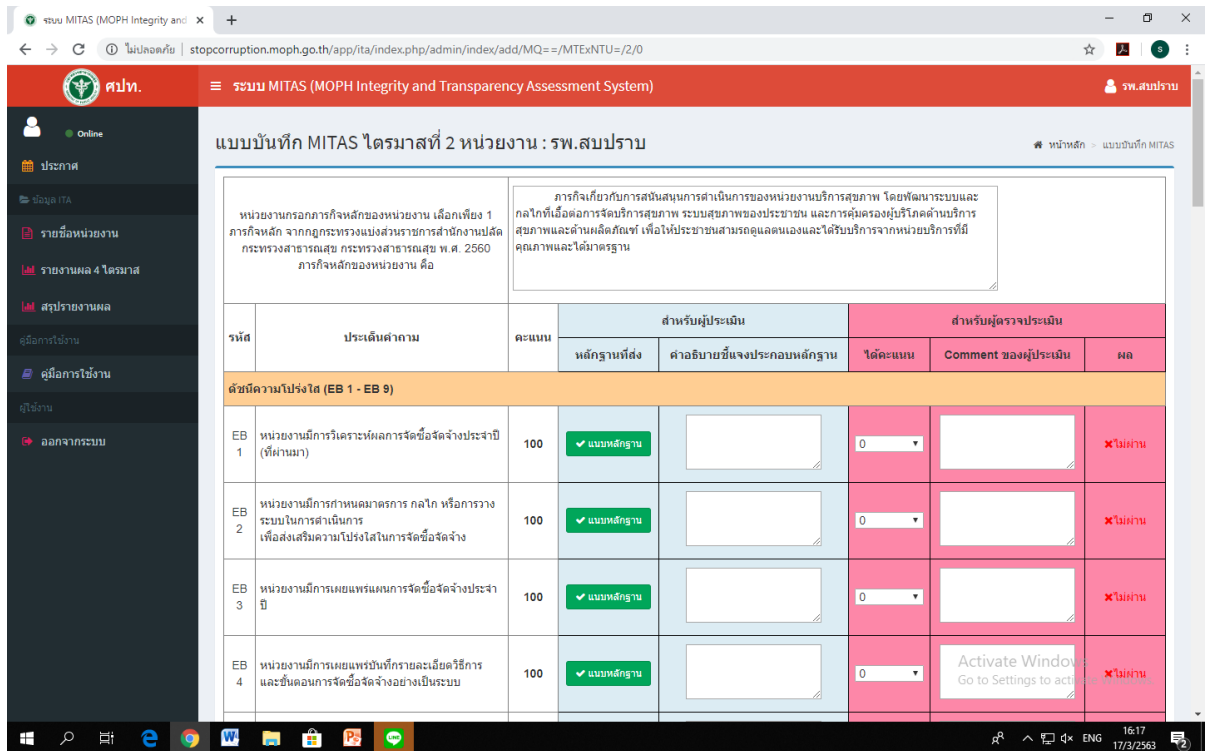 ระบบ MITAS (MOPH Integrity and
ไม่ปลอดภัย | stopcorruption.moph.go.th/app/ita/index.php/admin/index/add/MQ==/MTExNTU=/2/0
S
ศปท.
ระบบ MITAS (MOPH Integrity and Transparency Assessment System)
รพ.สบปราบ
Online
ประกาศ
ข้อมูล ITA
รายชื่อหน่วยงาน
รายงานผล 4 ไตรมาส
สรุปรายงานผล
คู่มือการใช้งาน
คู่มือการใช้งาน
ผู้ใช้งาน
ออกจากระบบ
แบบบันทึก MITAS ไตรมาสที่ 2 หน่วยงาน : รพ.สบปราบ
หน้าหลัก > แบบบันทึก MITAS
หน่วยงานกรอกภารกิจหลักของหน่วยงาน เลือกเพียง 1
ภารกิจหลัก จากกฎกระทรวงแบ่งส่วนราชการสำนักงานปลัด
กระทรวงสาธารณสุข กระทรวงสาธารณสุข พ.ศ. 2560
ภารกิจหลักของหน่วยงาน คือ
ภารกิจเกี่ยวกับการสนับสนุนการดำเนินการของหน่วยงานบริการสุขภาพ โดยพัฒนาระบบและ
กลไกที่เอื้อต่อการจัดบริการสุขภาพ ระบบสุขภาพของประชาชน และการคุ้มครองผู้บริโภคด้านบริการ
สุขภาพและด้านผลิตภัณฑ์ เพื่อให้ประชาชนสามรถดูแลตนเองและได้รับบริการจากหน่วยบริการที่มี
คุณภาพและได้มาตรฐาน
รหัส
ประเด็นคำถาม
คะแนน
สำหรับผู้ประเมิน
สำหรับผู้ตรวจประเมิน
หลักฐานที่ส่ง
คำอธิบายชี้แจงประกอบหลักฐาน
ได้คะแนน
Comment ของผู้ประเมิน
ผล
ดัชนีความโปร่งใส (EB 1 - EB 9)
EB 1
หน่วยงานมีการวิเคราะห์ผลการจัดซื้อจัดจ้างประจำปี
(ที่ผ่านมา)
100
แนบหลักฐาน
0
ไม่ผ่าน
EB 2
หน่วยงานมีการกำหนดมาตรการ กลไก หรือการวาง
ระบบในการดำเนินการ
เพื่อส่งเสริมความโปร่งใสในการจัดซื้อจัดจ้าง
100
แนบหลักฐาน
0
ไม่ผ่าน
EB 3
หน่วยงานมีการเผยแพร่แผนการจัดซื้อจัดจ้างประจำ
ปี
100
แนบหลักฐาน
0
ไม่ผ่าน
EB 4
หน่วยงานมีการเผยแพร่บันทึกรายละเอียดวิธีการ
และขั้นตอนการจัดซื้อจัดจ้างอย่างเป็นระบบ
100
แนบหลักฐาน
0
ไม่ผ่าน
Activate Windows
Go to Settings to
ENG
16:17
17/3/2563
2